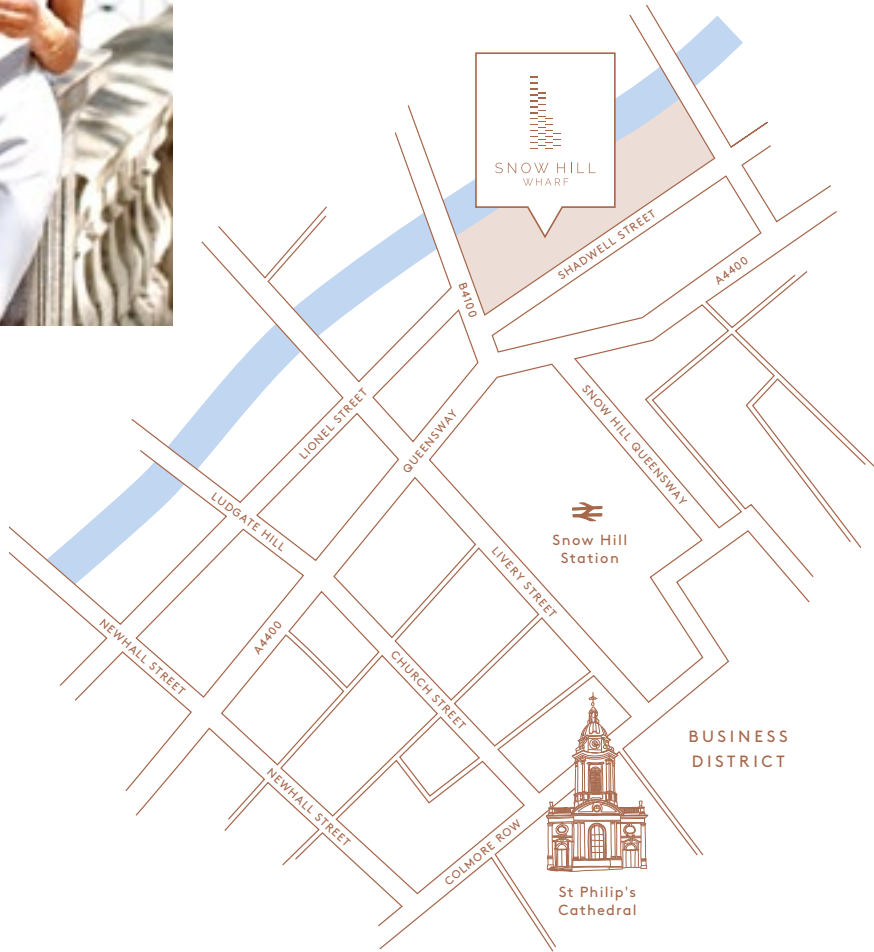 SNOW HILL
WHARF
SHADWELL STREET
A4400
B4100
LIONEL STREET
QUEENSWAY
SNOW HILL QUEENSWAY
LUDGATE HILL
Snow Hill
Station
LIVERY STREET
A4400
NEWHALL STREET
CHURCH STREET
BUSINESS
DISTRICT
NEWHALL STREET
COLMORE ROW
St Philip's
Cathedral